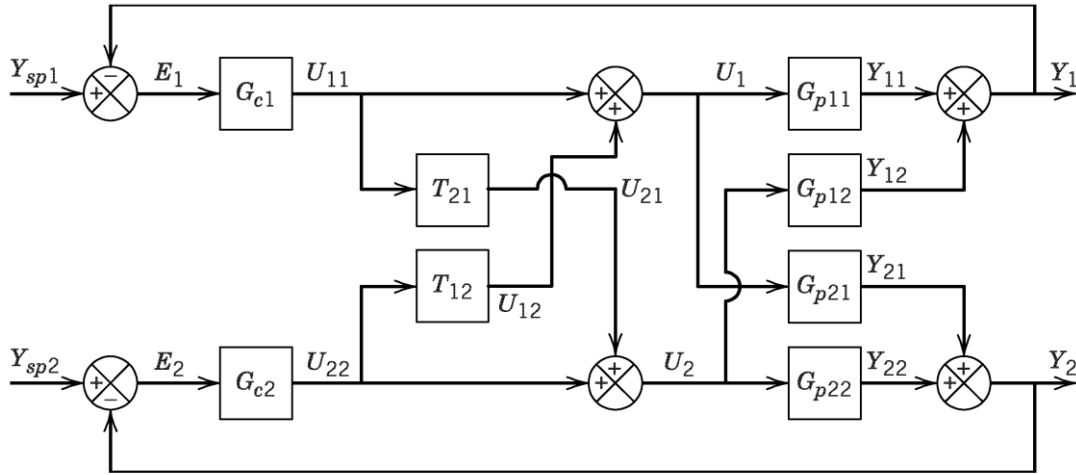 Y_sp1 + − E_1 G_c1 U_11 + + U_1 G_p11 Y_11 + + Y_1
T_21 U_21 G_p12 Y_12
T_12 U_12 G_p21 Y_21
Y_sp2 + − E_2 G_c2 U_22 + + U_2 G_p22 Y_22 + + Y_2